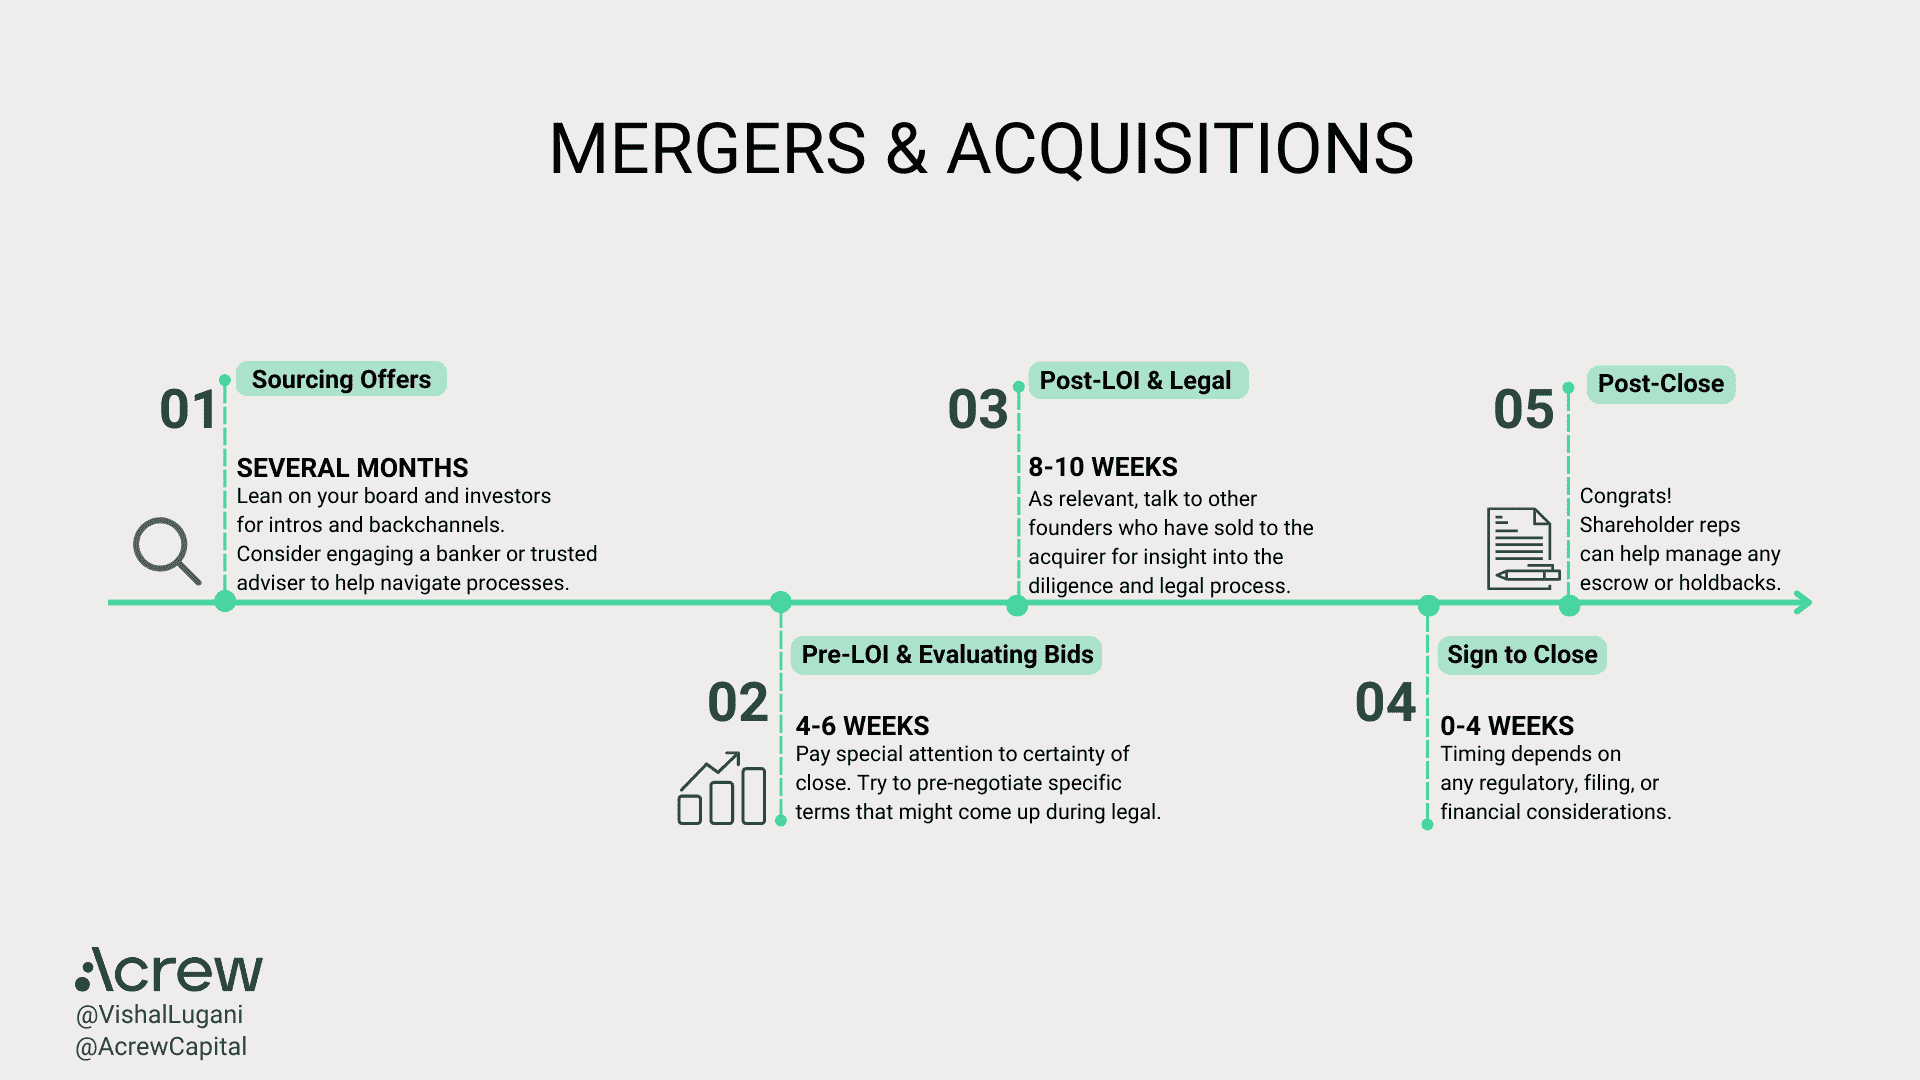 MERGERS & ACQUISITIONS
01
Sourcing Offers
SEVERAL MONTHS
Lean on your board and investors
for intros and backchannels.
Consider engaging a banker or trusted
adviser to help navigate processes.
02
Pre-LOI & Evaluating Bids
4-6 WEEKS
Pay special attention to certainty of
close. Try to pre-negotiate specific
terms that might come up during legal.
03
Post-LOI & Legal
8-10 WEEKS
As relevant, talk to other
founders who have sold to the
acquirer for insight into the
diligence and legal process.
04
Sign to Close
0-4 WEEKS
Timing depends on
any regulatory, filing, or
financial considerations.
05
Post-Close
Congrats!
Shareholder reps
can help manage any
escrow or holdbacks.
Acrew
@VishalLugani
@AcrewCapital